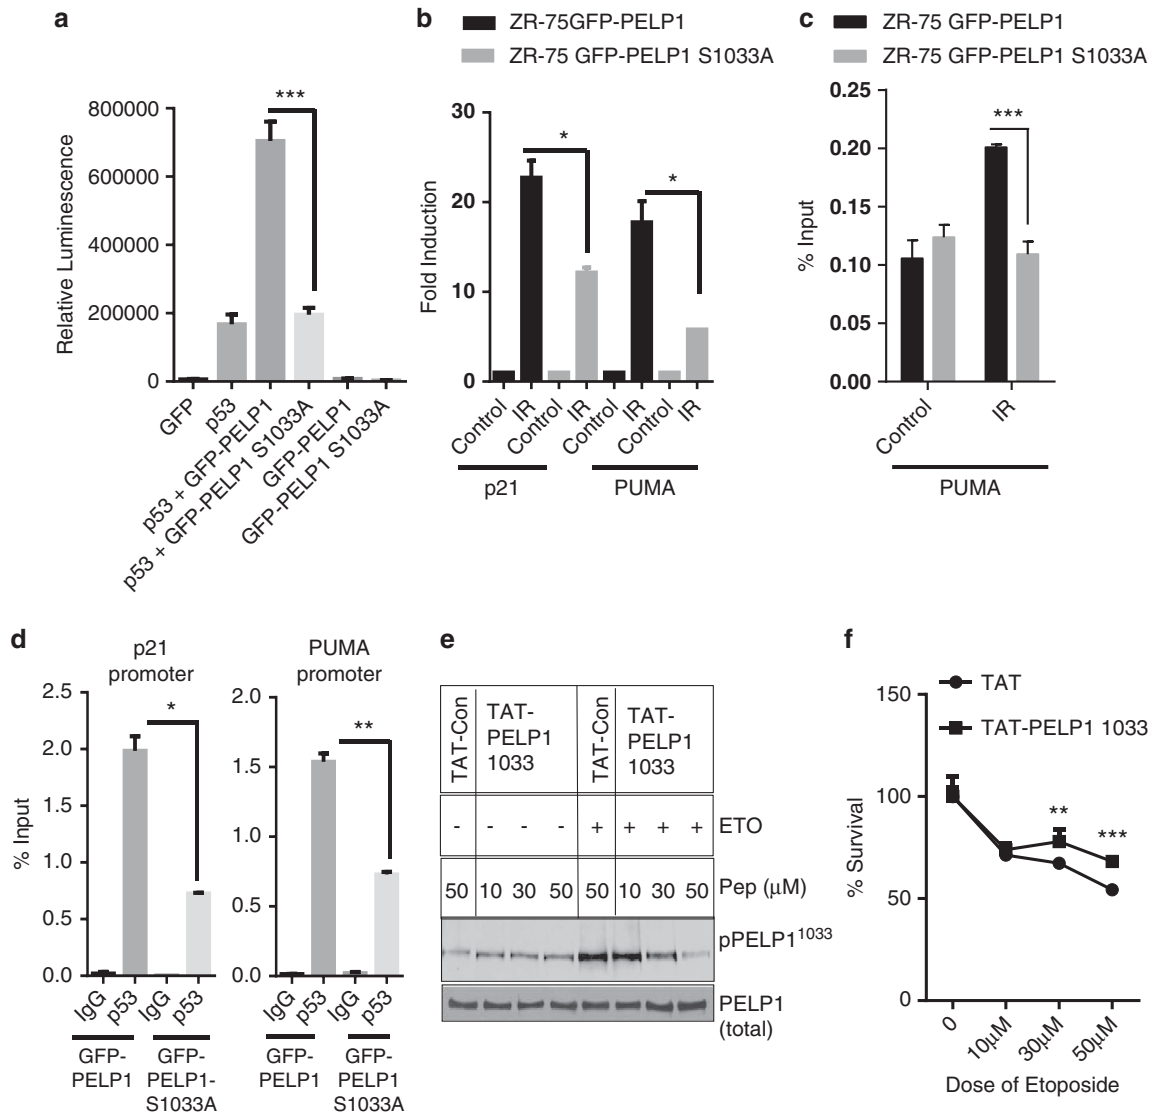 a
***
800000
600000
400000
200000
0
Relative Luminescence
GFP
p53
p53 + GFP-PELP1
p53 + GFP-PELP1 S1033A
GFP-PELP1
GFP-PELP1 S1033A
b
ZR-75GFP-PELP1
ZR-75 GFP-PELP1 S1033A
30
20
10
0
Fold Induction
*
*
Control
IR
Control
IR
Control
IR
Control
IR
p21
PUMA
c
ZR-75 GFP-PELP1
ZR-75 GFP-PELP1 S1033A
0.25
0.20
0.15
0.10
0.05
0.00
% Input
***
Control
IR
PUMA
d
p21
promoter
2.5
2.0
1.5
1.0
0.5
0.0
% Input
*
IgG
p53
IgG
p53
GFP-
PELP1
GFP-
PELP1-
S1033A
PUMA
promoter
2.0
1.5
1.0
0.5
0.0
**
IgG
p53
IgG
p53
GFP-
PELP1
GFP-
PELP1
S1033A
e
TAT-Con
TAT-
PELP1
1033
TAT-Con
TAT-
PELP1
1033
- - - - + + + + ETO
50 10 30 50 50 10 30 50 Pep (μM)
pPELP1¹⁰³³
PELP1
(total)
f
TAT
TAT-PELP1 1033
150
100
50
0
% Survival
**
***
0
10μM
30μM
50μM
Dose of Etoposide